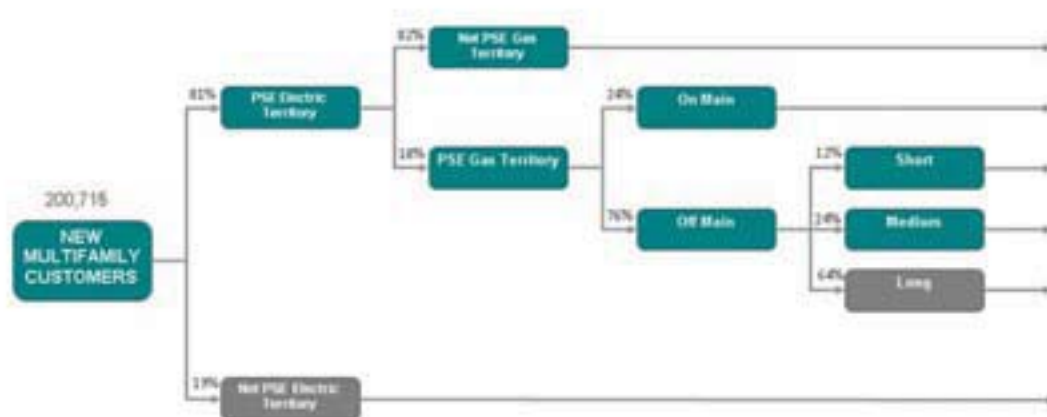 82%
Not PSE Gas
Territory
81%
PSE Electric
Territory
24%
On Main
18%
PSE Gas Territory
12%
Short
200,715
76%
Off Main
24%
Medium
NEW
MULTIFAMILY
CUSTOMERS
64%
Long
19%
Not PSE Electric
Territory